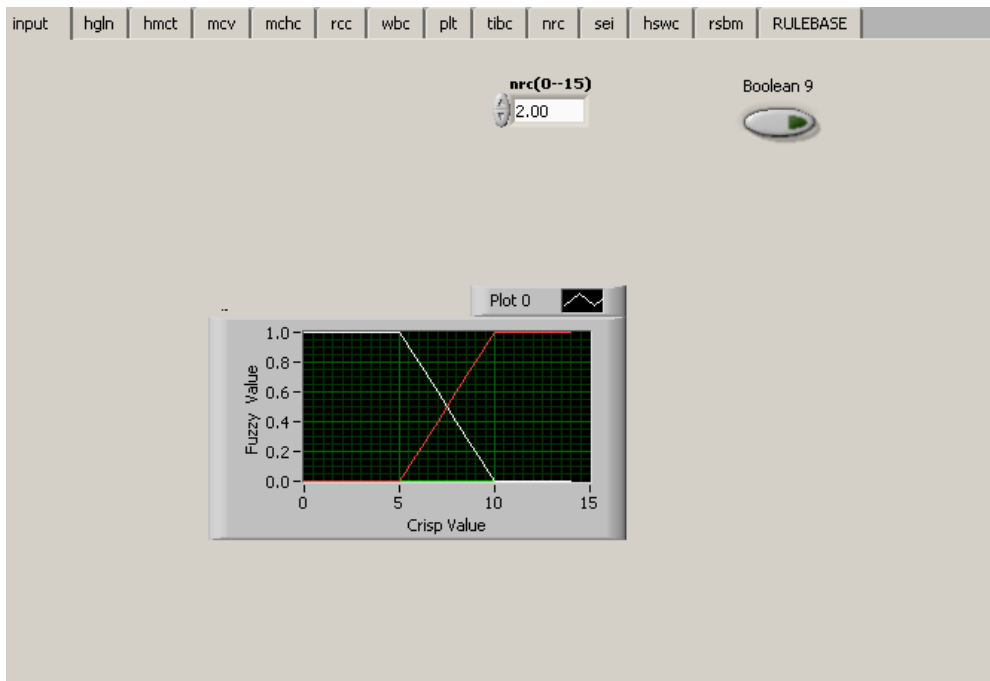 input hgln hmct mcv mchc rcc wbc plt tibc nrc sei hswc rsbm RULEBASE
nrc(0--15)
2.00
Boolean 9
..
Plot 0
1.0
0.8
0.6
0.4
0.2
0.0
Fuzzy Value
0 5 10 15
Crisp Value